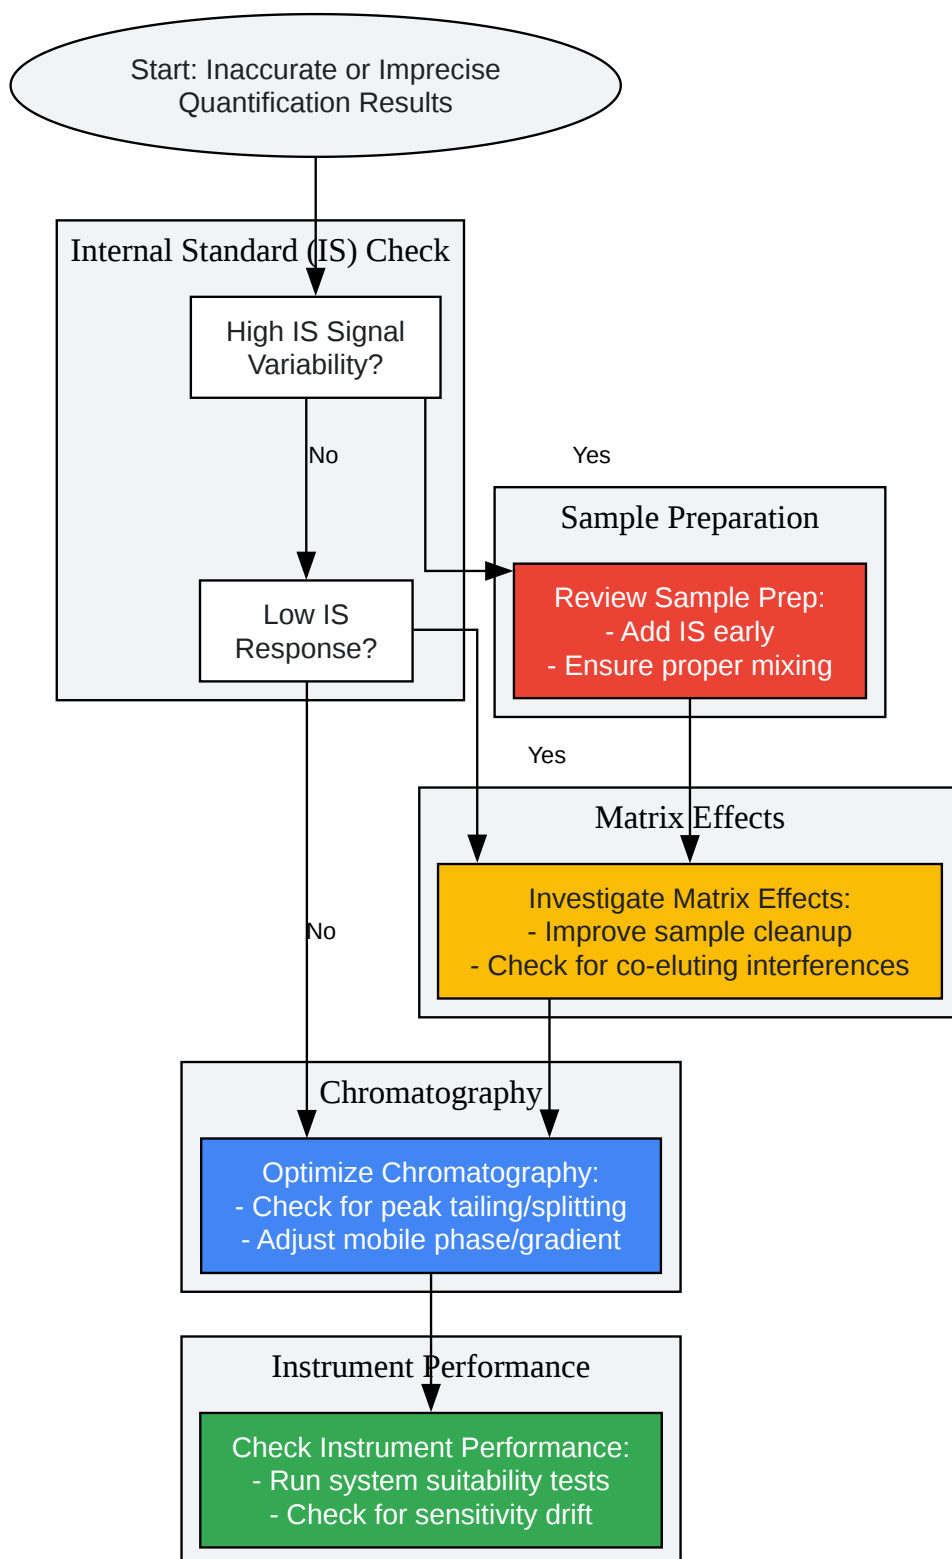 Start: Inaccurate or Imprecise
Quantification Results
Internal Standard (IS) Check
High IS Signal
Variability?
No
Yes
Sample Preparation
Review Sample Prep:
- Add IS early
- Ensure proper mixing
Low IS
Response?
Yes
Matrix Effects
Investigate Matrix Effects:
- Improve sample cleanup
- Check for co-eluting interferences
No
Chromatography
Optimize Chromatography:
- Check for peak tailing/splitting
- Adjust mobile phase/gradient
Instrument Performance
Check Instrument Performance:
- Run system suitability tests
- Check for sensitivity drift